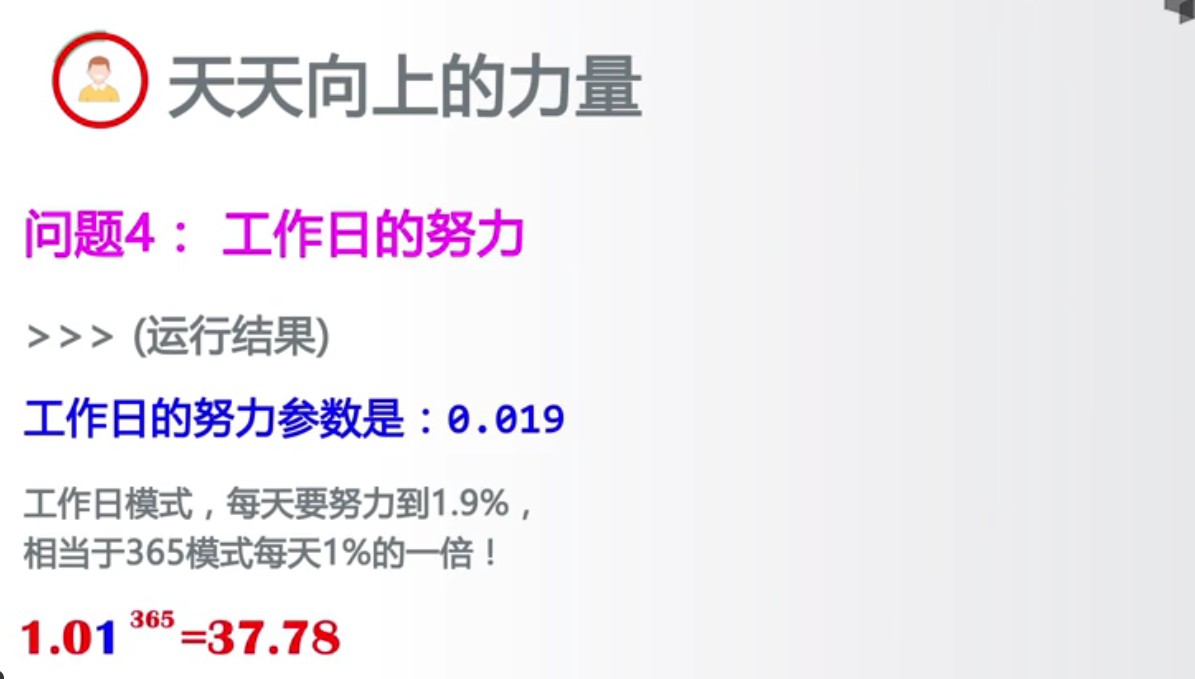 天天向上的力量
问题4： 工作日的努力
>>> (运行结果)
工作日的努力参数是：0.019
工作日模式，每天要努力到1.9%，
相当于365模式每天1%的一倍！
1.01 365 =37.78